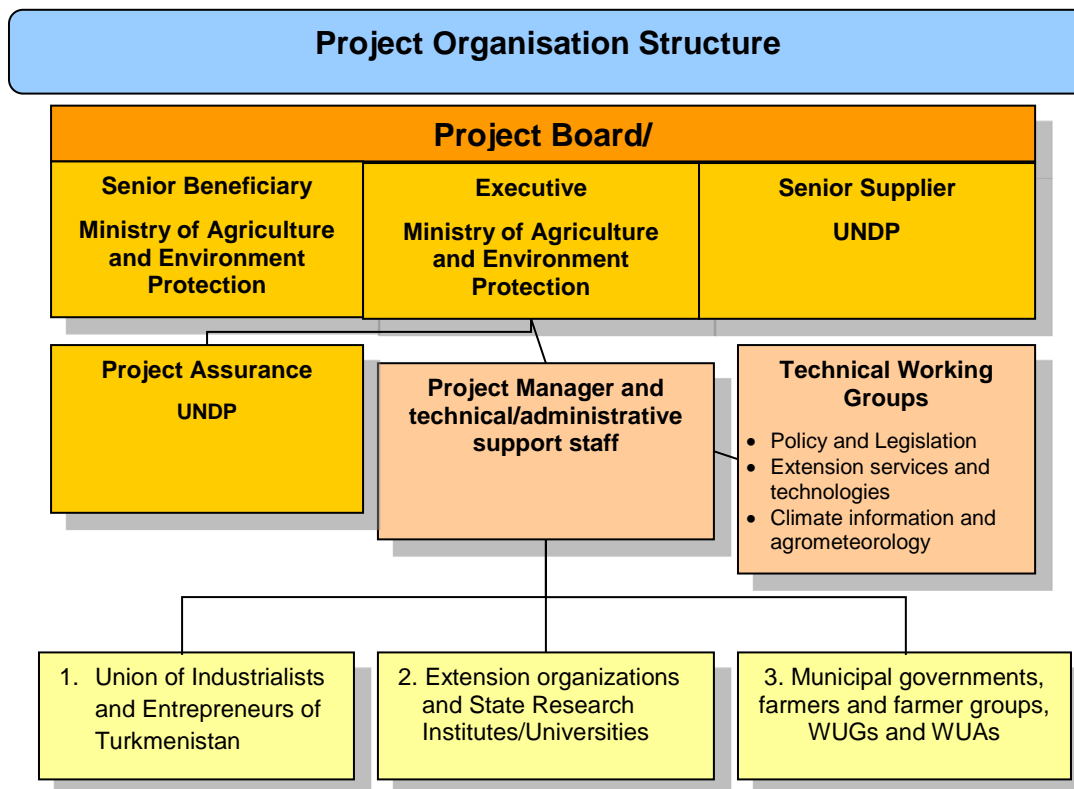 Project Organisation Structure
Project Board/
Senior Beneficiary
Ministry of Agriculture
and Environment
Protection
Executive
Ministry of Agriculture
and Environment
Protection
Senior Supplier
UNDP
Project Assurance
UNDP
Project Manager and
technical/administrative
support staff
Technical Working
Groups
• Policy and Legislation
• Extension services and
technologies
• Climate information and
agrometeorology
1. Union of Industrialists
and Entrepreneurs of
Turkmenistan
2. Extension organizations
and State Research
Institutes/Universities
3. Municipal governments,
farmers and farmer groups,
WUGs and WUAs